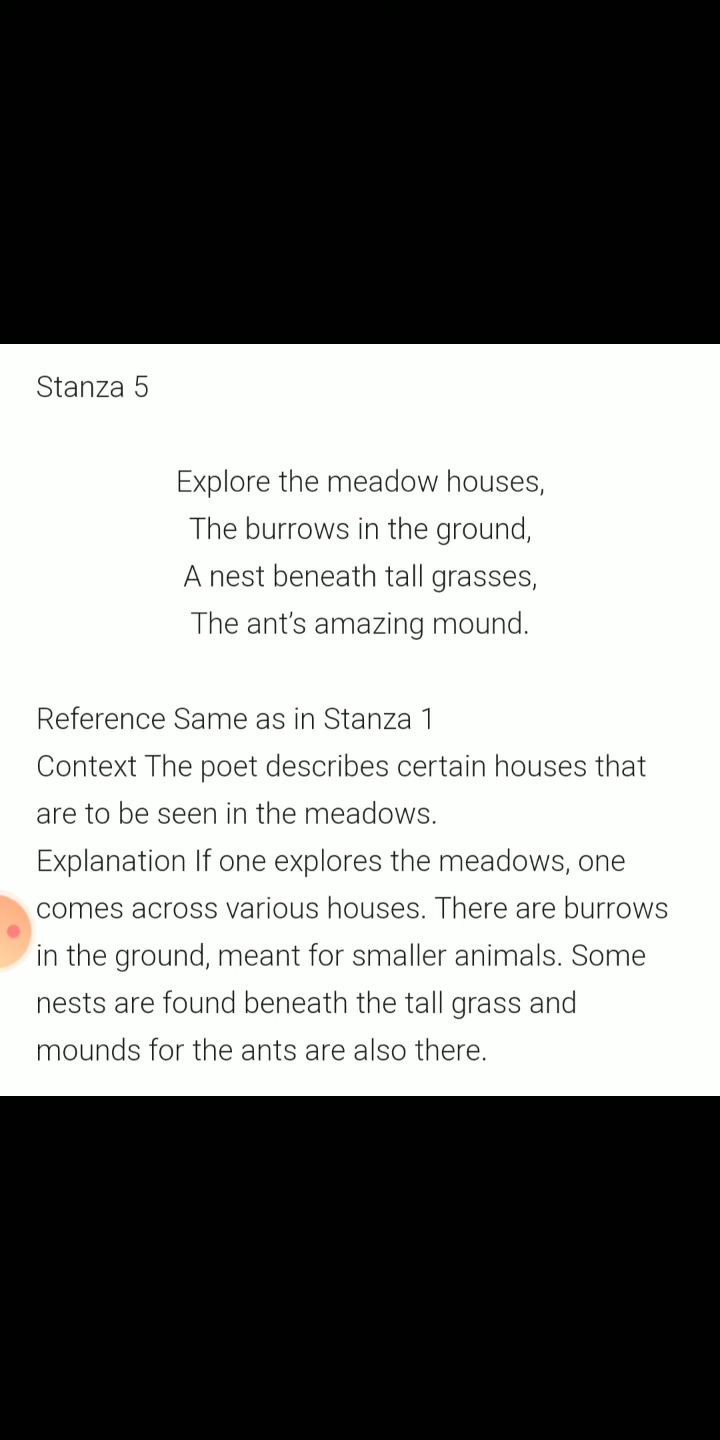 Stanza 5
Explore the meadow houses,
The burrows in the ground,
A nest beneath tall grasses,
The ant’s amazing mound.
Reference Same as in Stanza 1
Context The poet describes certain houses that
are to be seen in the meadows.
Explanation If one explores the meadows, one
comes across various houses. There are burrows
in the ground, meant for smaller animals. Some
nests are found beneath the tall grass and
mounds for the ants are also there.